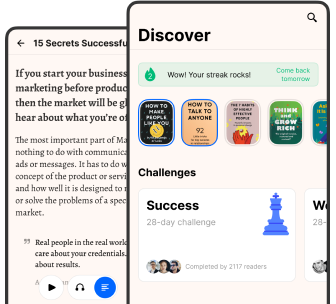 15 Secrets Successfu
If you start your business
marketing before produc
then the market will be gl
hear about what you're o
The most important part of Ma
nothing to do with communica
ads or messages. It has to do w
concept of the product or servi
and how well it is designed to r
or solve the problems of a spec
market.
Real people in the real world
care about your credentials.
about results.
Discover
2
Wow! Your streak rocks!
Come back
tomorrow
HOW TO
MAKE
PEOPLE
LIKE YOU
HOW TO
TALK TO
ANYONE
92
THE 7 HABITS
OF HIGHLY
EFFECTIVE
PEOPLE
THINK
and
GROW
RICH
Challenges
Success
28-day challenge
Completed by 2117 readers
28